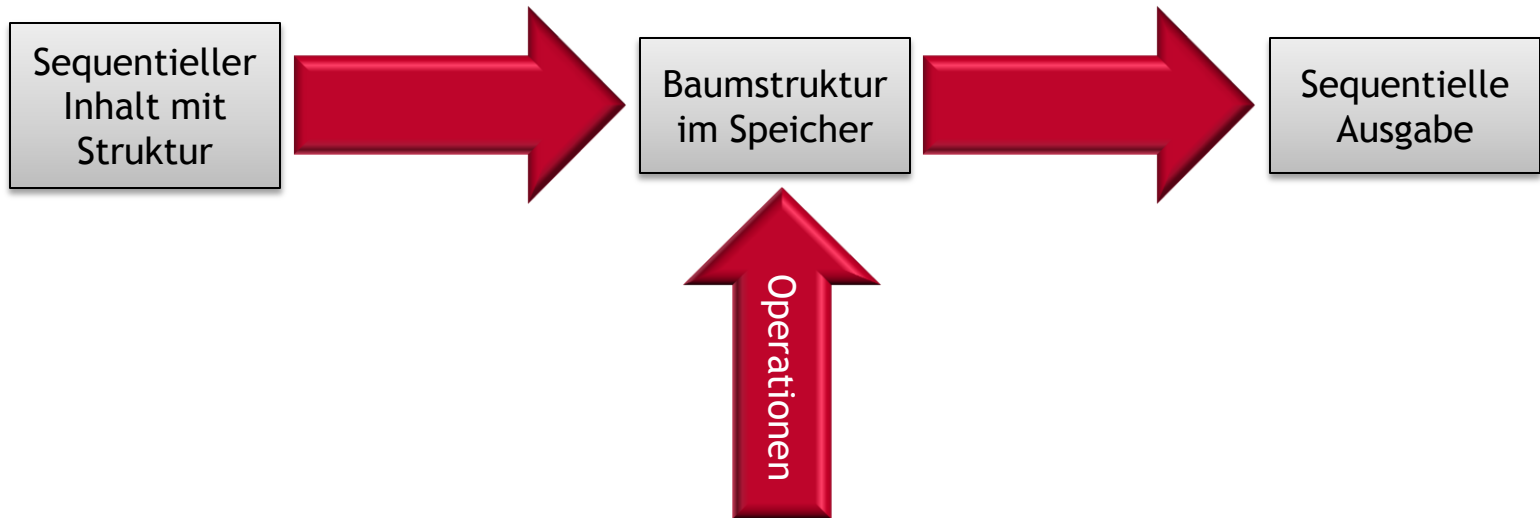 Sequentieller
Inhalt mit
Struktur
Baumstruktur
im Speicher
Sequentielle
Ausgabe
Operationen